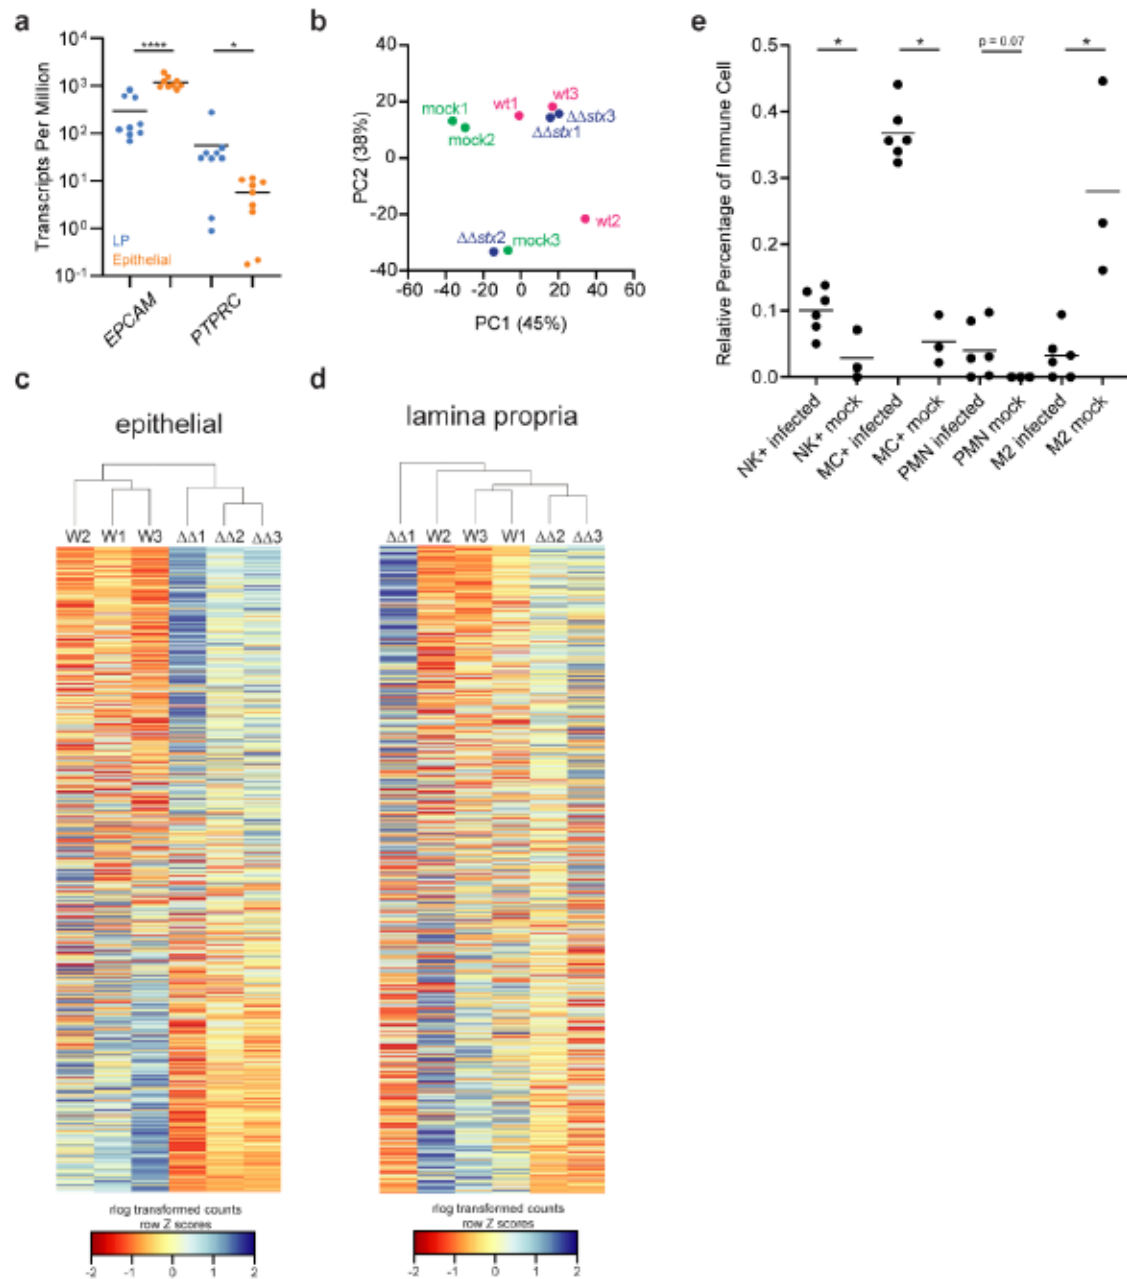 a
Transcripts Per Million
10⁴
10³
10²
10¹
10⁰
10⁻¹
****
*
LP
Epithelial
EPCAM
PTPRC
b
PC2 (38%)
40
20
0
-20
-40
-60 -40 -20 0 20 40 60
PC1 (45%)
mock1
mock2
wt1
wt3
ΔΔstx3
ΔΔstx1
wt2
ΔΔstx2
mock3
e
Relative Percentage of Immune Cell
0.5
0.4
0.3
0.2
0.1
0.0
*
*
p = 0.07
*
NK+ infected
NK+ mock
MC+ infected
MC+ mock
PMN infected
PMN mock
M2 infected
M2 mock
c
epithelial
W2 W1 W3 ΔΔ1 ΔΔ2 ΔΔ3
rlog transformed counts
row Z scores
-2 -1 0 1 2
d
lamina propria
ΔΔ1 W2 W3 W1 ΔΔ2 ΔΔ3
rlog transformed counts
row Z scores
-2 -1 0 1 2